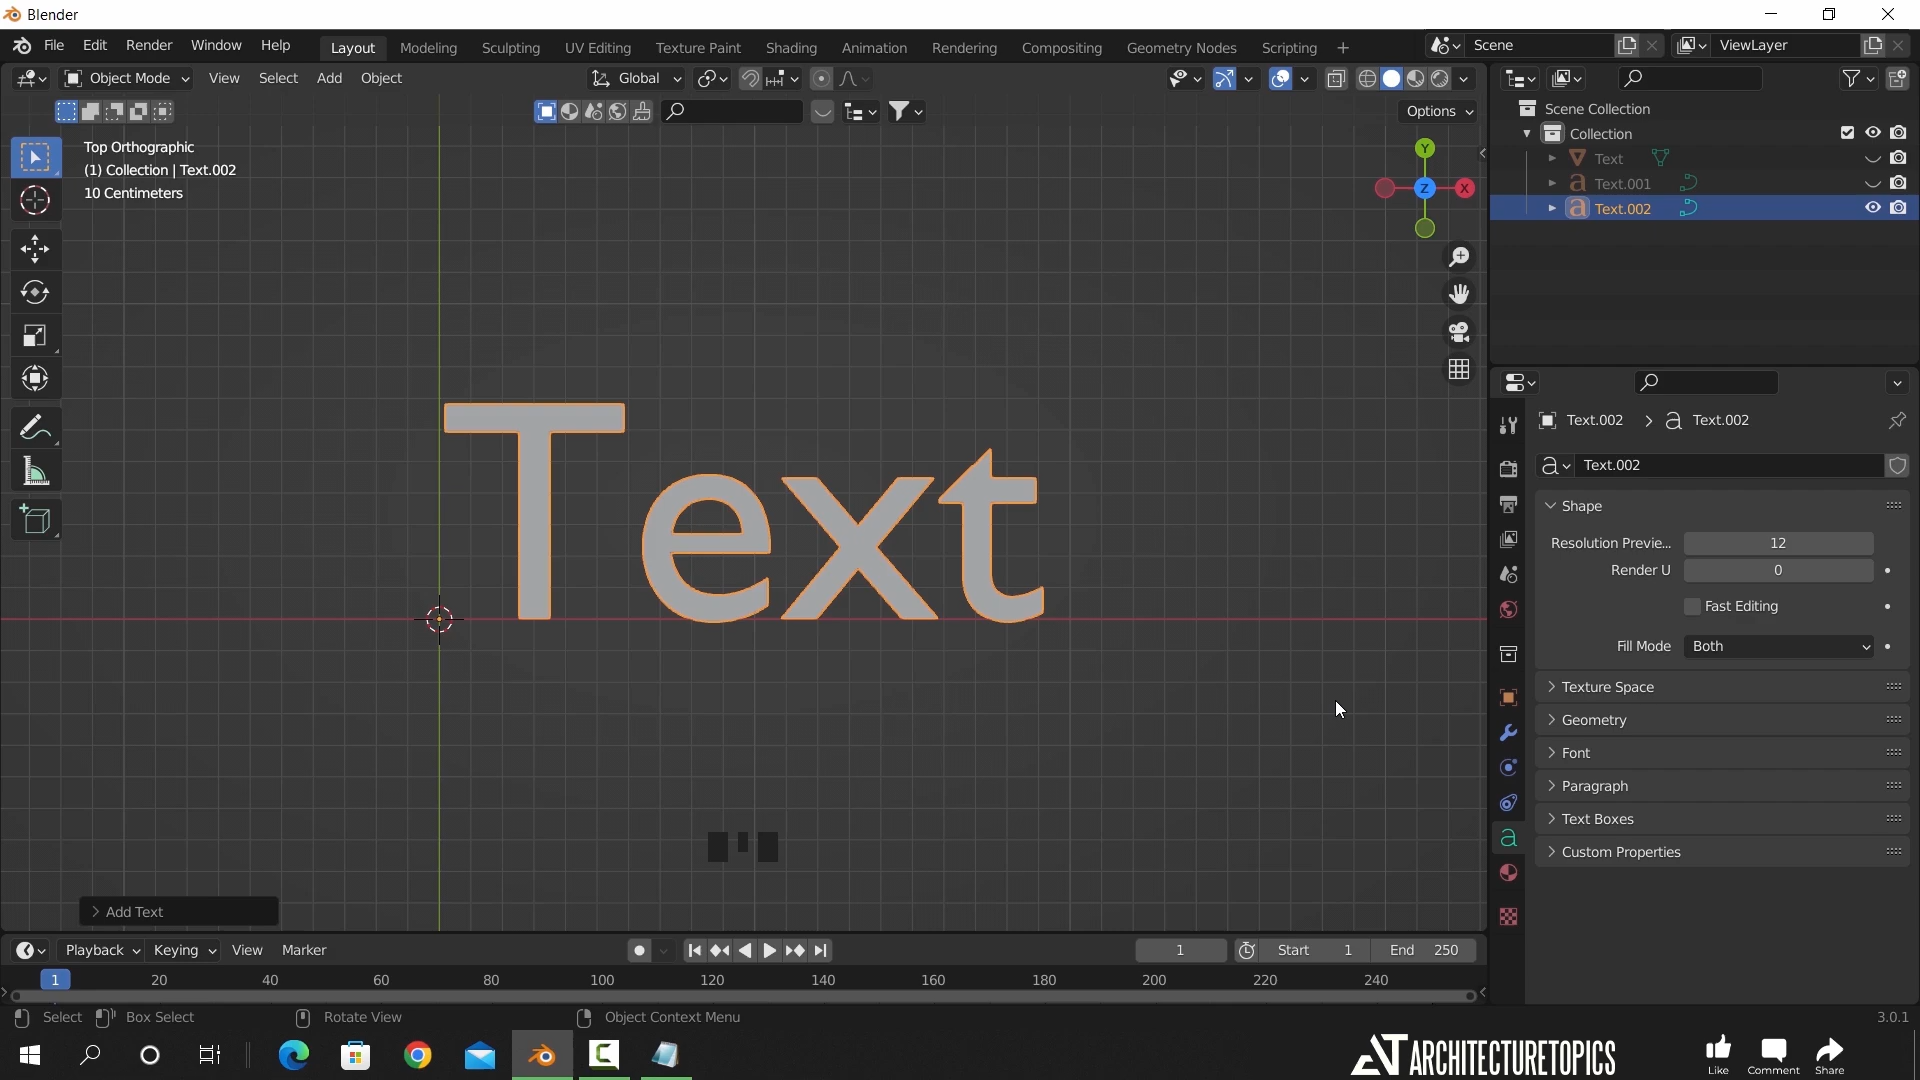 Blender
File Edit Render Window Help Layout Modeling Sculpting UV Editing Texture Paint Shading Animation Rendering Compositing Geometry Nodes Scripting + Scene ViewLayer
Object Mode View Select Add Object Global
Options
Top Orthographic
(1) Collection | Text.002
10 Centimeters
Y
Z X
Text
Add Text
Scene Collection
Collection
Text
Text.001
Text.002
Text.002 > Text.002
Text.002
Shape
Resolution Previe... 12
Render U 0
Fast Editing
Fill Mode Both
Texture Space
Geometry
Font
Paragraph
Text Boxes
Custom Properties
Playback Keying View Marker 1 Start 1 End 250
1 20 40 60 80 100 120 140 160 180 200 220 240
Select Box Select Rotate View Object Context Menu 3.0.1
ARCHITECTURETOPICS
Like Comment Share